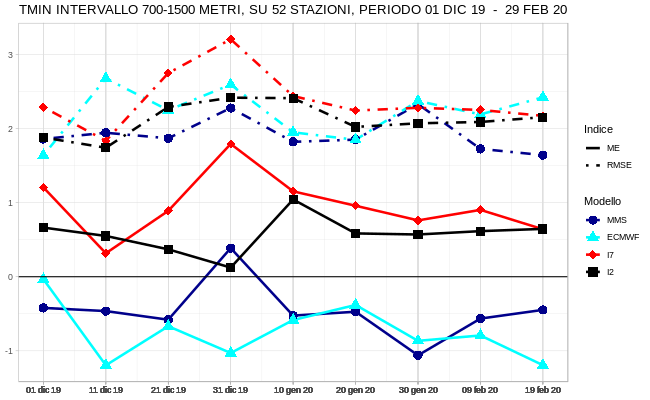 TMIN INTERVALLO 700-1500 METRI, SU 52 STAZIONI, PERIODO 01 DIC 19 - 29 FEB 20
3
2
1
0
-1
01 dic 19 11 dic 19 21 dic 19 31 dic 19 10 gen 20 20 gen 20 30 gen 20 09 feb 20 19 feb 20
Indice
ME
RMSE
Modello
MMS
ECMWF
I7
I2